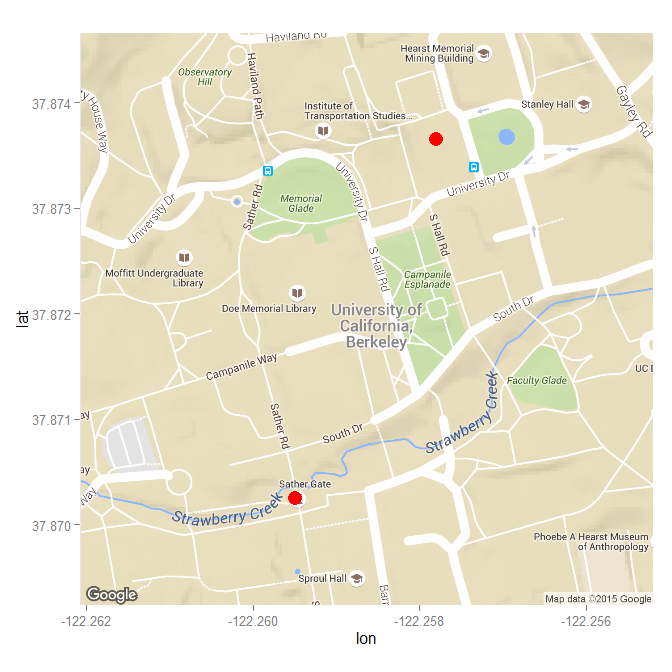 Haviland Rd
Hearst Memorial
Mining Building
Observatory
Hill
Haviland Path
37.874
Institute of
Transportation Studies...
Stanley Hall
Gayley Rd
y House Way
University Dr
University Dr
Memorial
Glade
Sather Rd
37.873
University Dr
S Hall Rd
S Hall Rd
Moffitt Undergraduate
Library
Campanile
Esplanade
Doe Memorial Library
University of
California,
Berkeley
South Dr
37.872
lat
Campanile Way
Faculty Glade
UC B
Sather Rd
37.871
ay
South Dr
Strawberry Creek
ay
Way
Sather Gate
Strawberry Creek
37.870
Phoebe A Hearst Museum
of Anthropology
Sproul Hall
S
Barr
Google
Map data ©2015 Google
-122.262
-122.260
-122.258
-122.256
lon